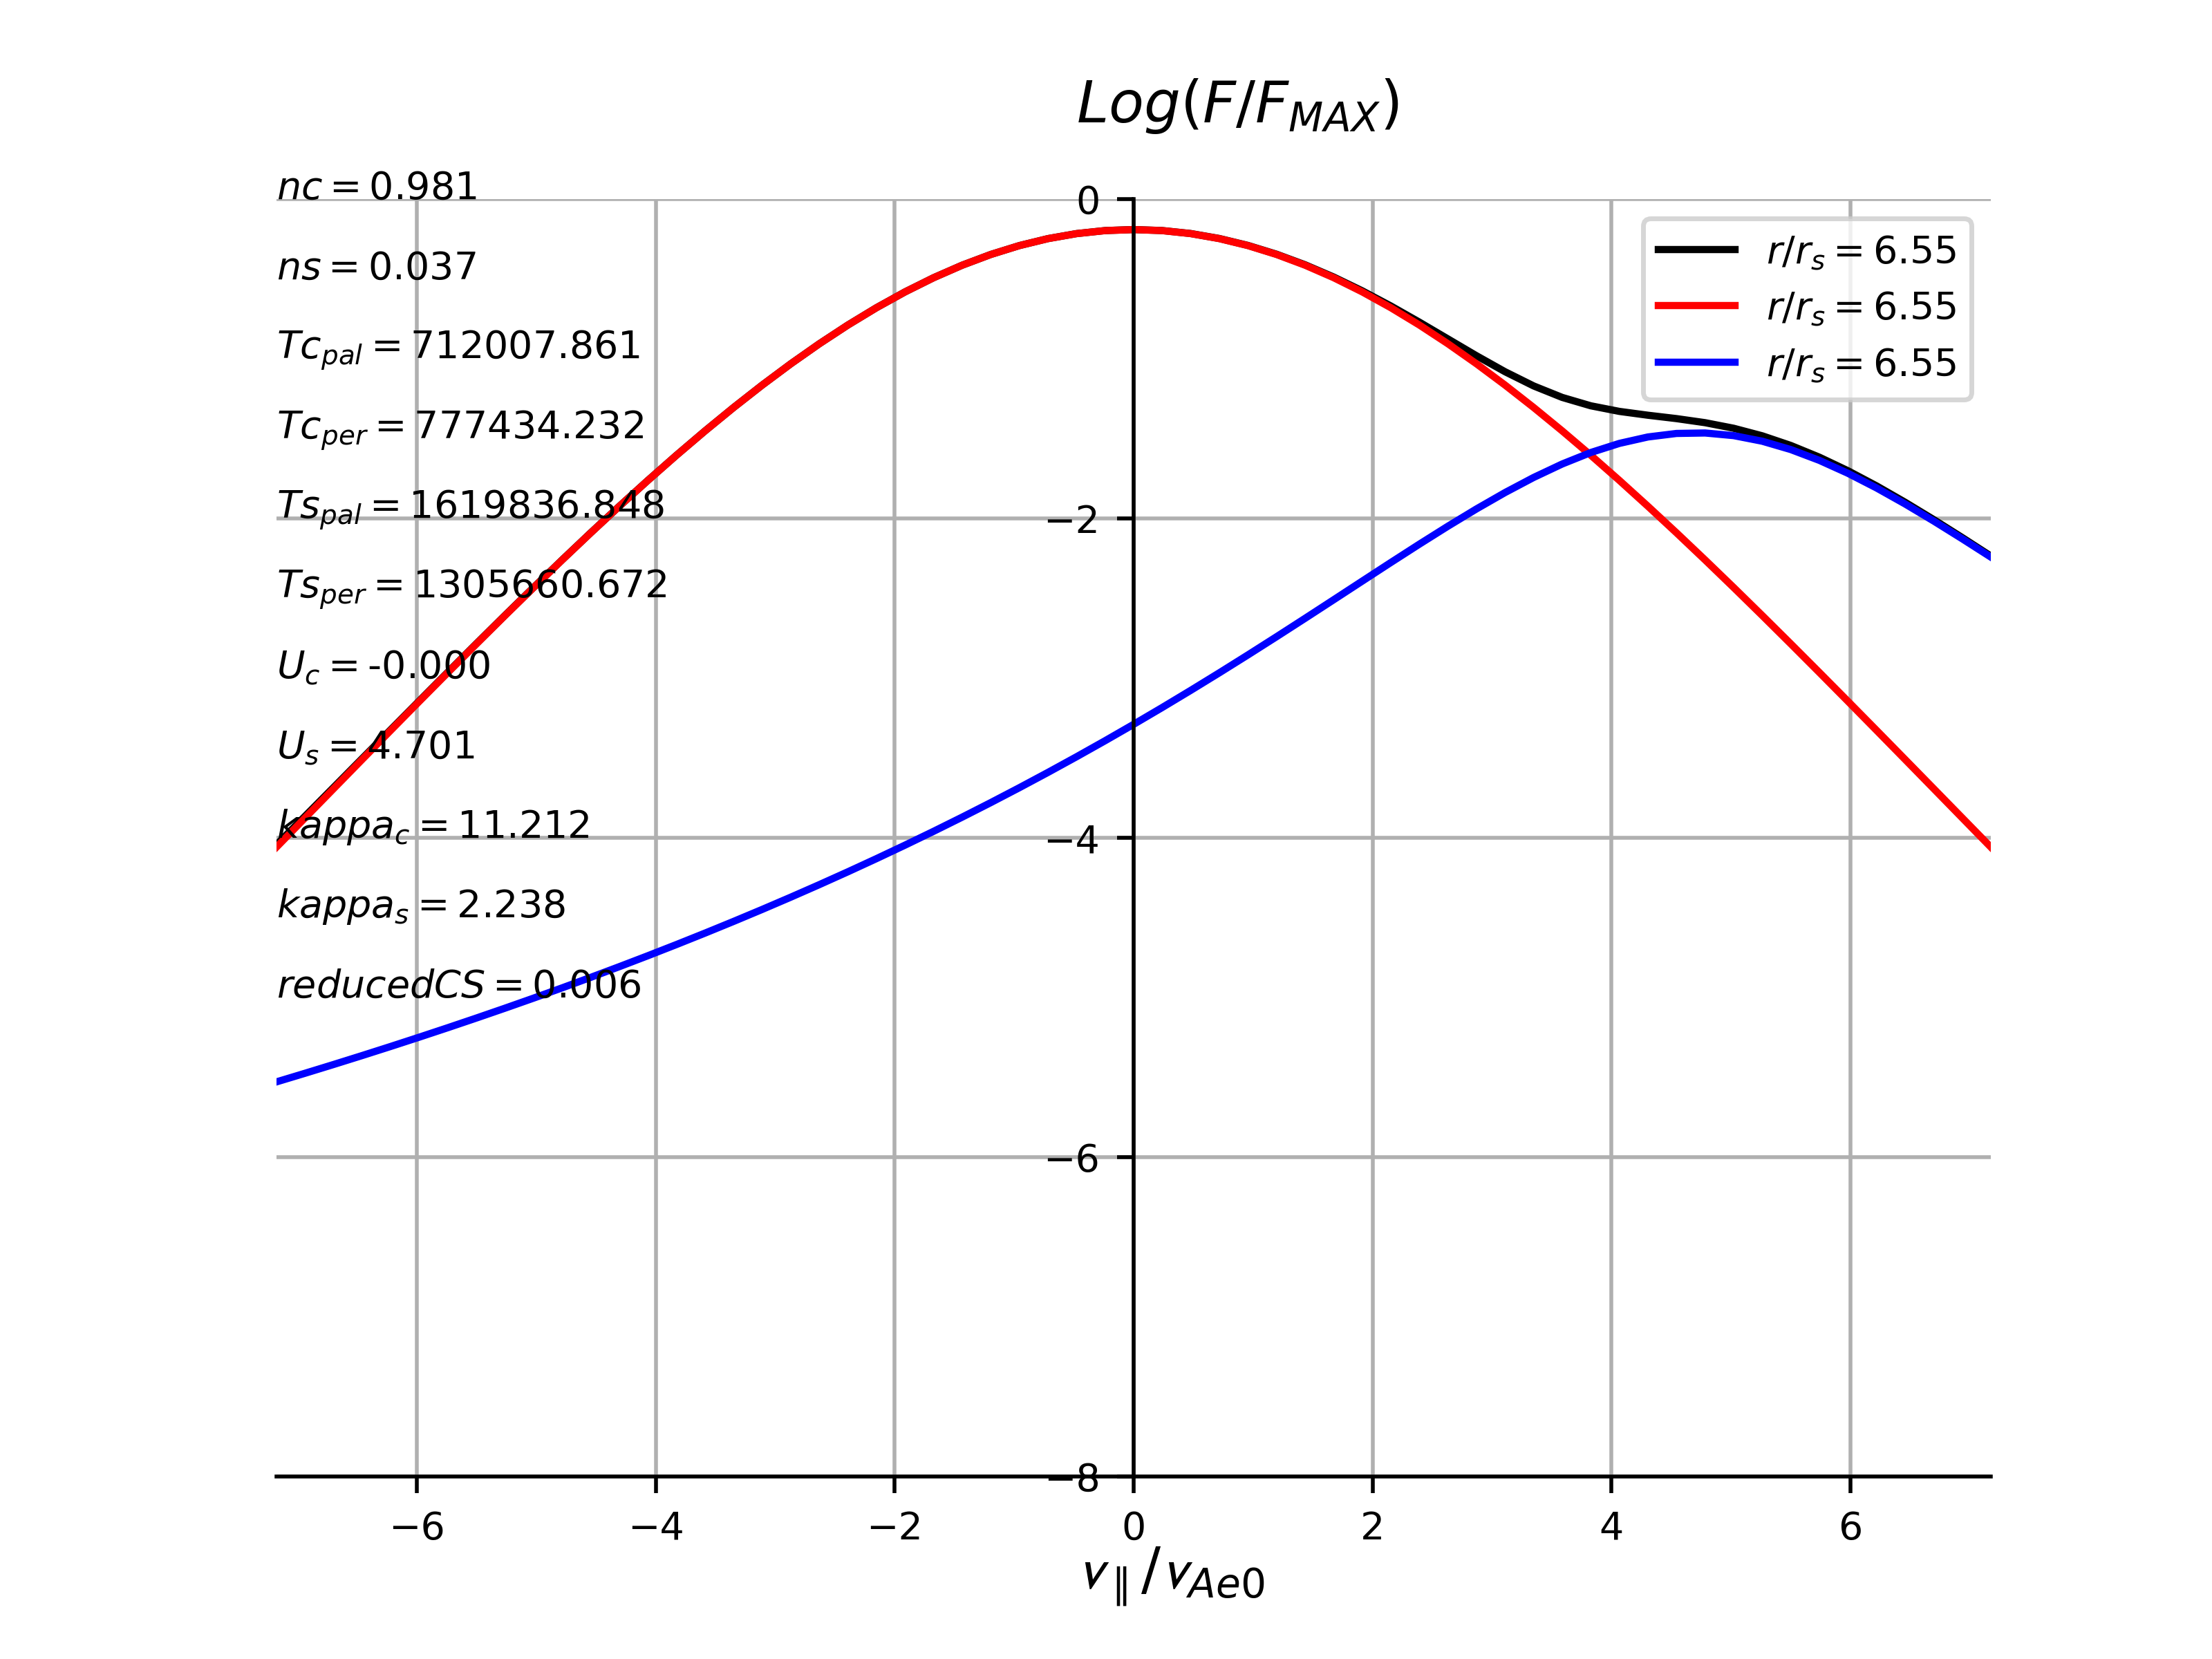 Log(F/F_MAX)
nc = 0.981
ns = 0.037
Tc_pal = 712007.861
Tc_per = 777434.232
Ts_pal = 1619836.848
Ts_per = 1305660.672
U_c = -0.000
U_s = 4.701
kappa_c = 11.212
kappa_s = 2.238
reducedCS = 0.006
0
−2
−4
−6
−8
r/r_s = 6.55
r/r_s = 6.55
r/r_s = 6.55
−6 −4 −2 0 2 4 6
v_∥/v_Ae0